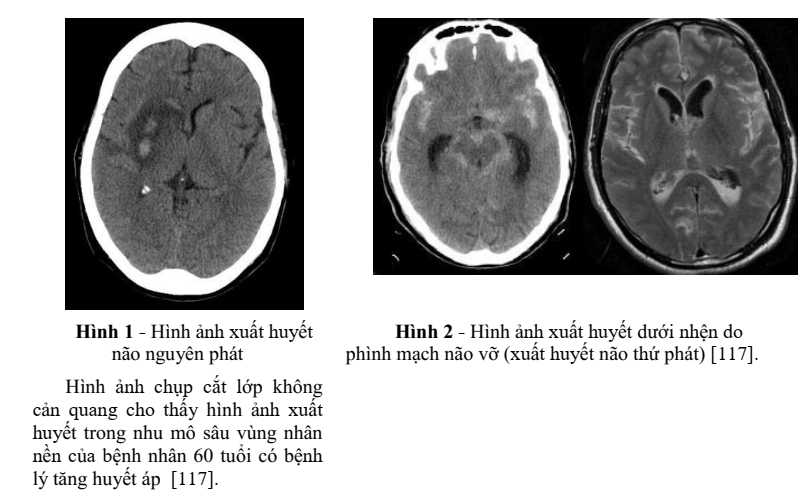 Hình 1 - Hình ảnh xuất huyết
não nguyên phát
Hình ảnh chụp cắt lớp không
cản quang cho thấy hình ảnh xuất
huyết trong nhu mô sâu vùng nhân
nền của bệnh nhân 60 tuổi có bệnh
lý tăng huyết áp [117].
Hình 2 - Hình ảnh xuất huyết dưới nhện do
phình mạch não vỡ (xuất huyết não thứ phát) [117].